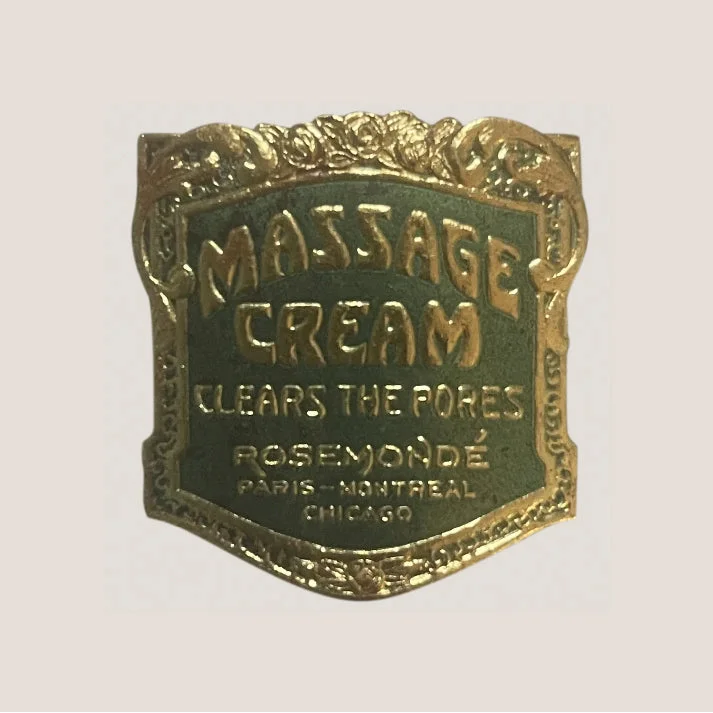 MASSAGE
CREAM
CLEARS THE PORES
ROSEMONDÉ
PARIS-MONTREAL
CHICAGO